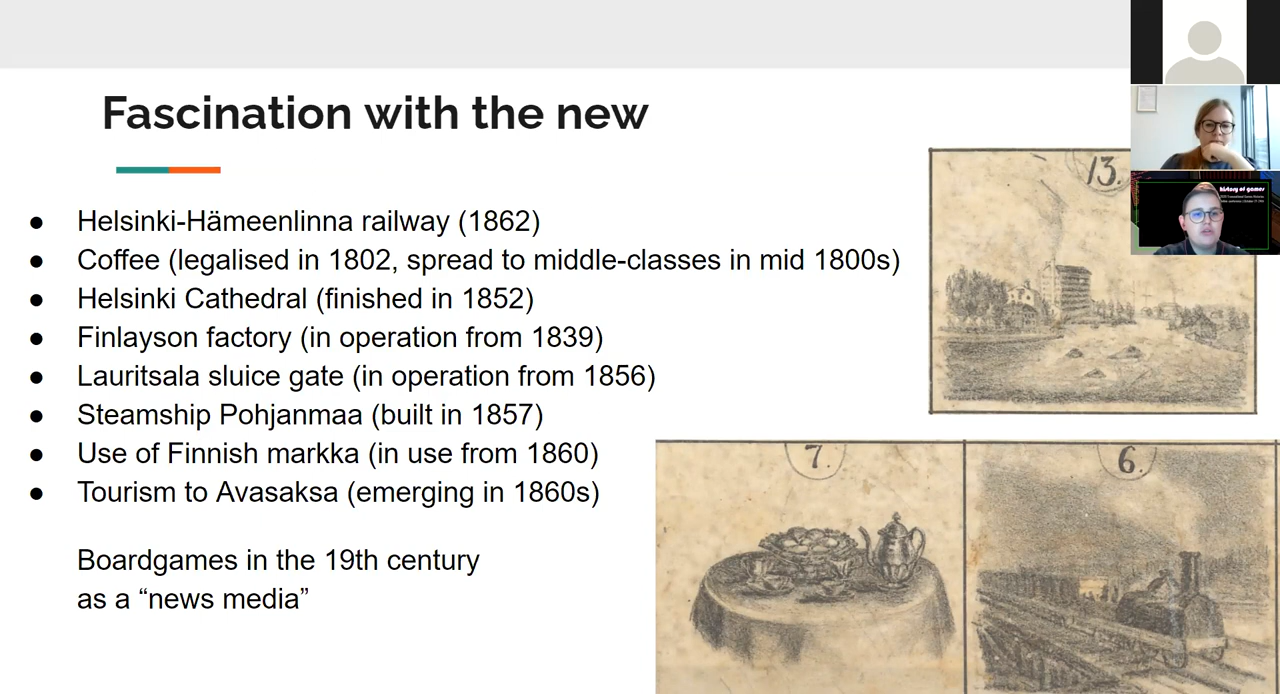 Fascination with the new
● Helsinki-Hämeenlinna railway (1862)
● Coffee (legalised in 1802, spread to middle-classes in mid 1800s)
● Helsinki Cathedral (finished in 1852)
● Finlayson factory (in operation from 1839)
● Lauritsala sluice gate (in operation from 1856)
● Steamship Pohjanmaa (built in 1857)
● Use of Finnish markka (in use from 1860)
● Tourism to Avasaksa (emerging in 1860s)
Boardgames in the 19th century
as a “news media”
13.
7.
6.
history of games